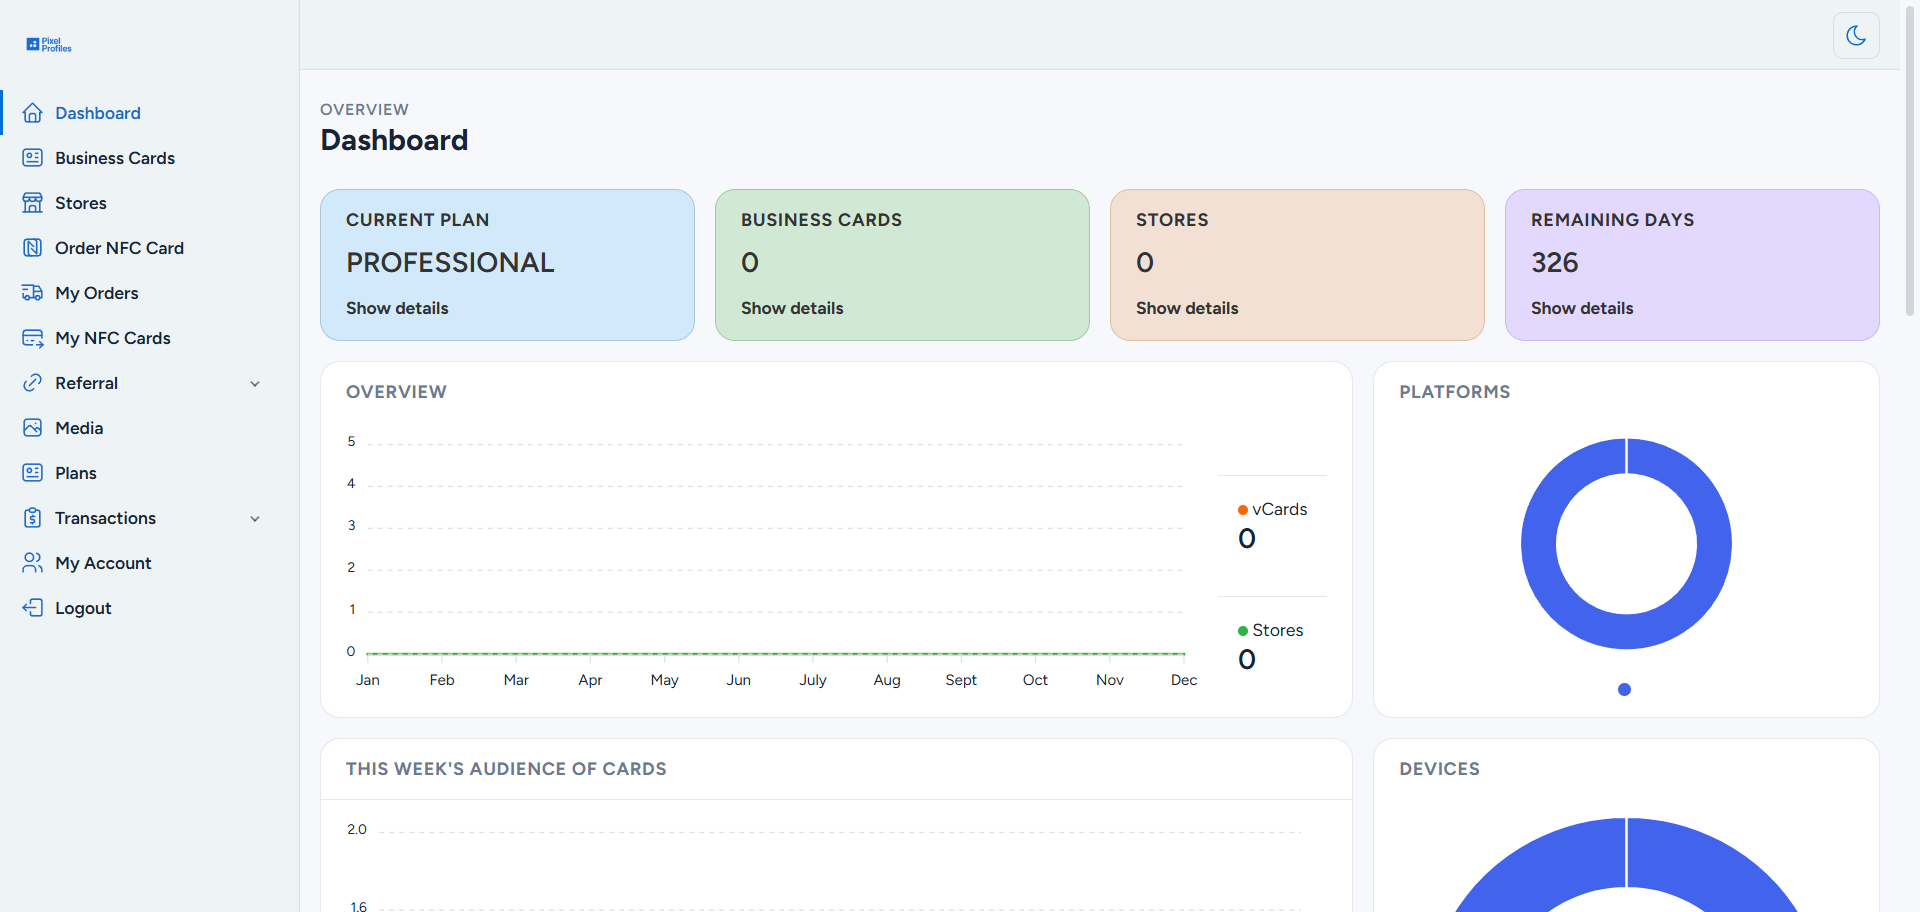 Pixel
Profiles
Dashboard
Business Cards
Stores
Order NFC Card
My Orders
My NFC Cards
Referral
Media
Plans
Transactions
My Account
Logout
OVERVIEW
Dashboard
CURRENT PLAN
PROFESSIONAL
Show details
BUSINESS CARDS
0
Show details
STORES
0
Show details
REMAINING DAYS
326
Show details
OVERVIEW
5
4
3
2
1
0
Jan Feb Mar Apr May Jun July Aug Sept Oct Nov Dec
vCards
0
Stores
0
PLATFORMS
THIS WEEK'S AUDIENCE OF CARDS
2.0
1.6
DEVICES